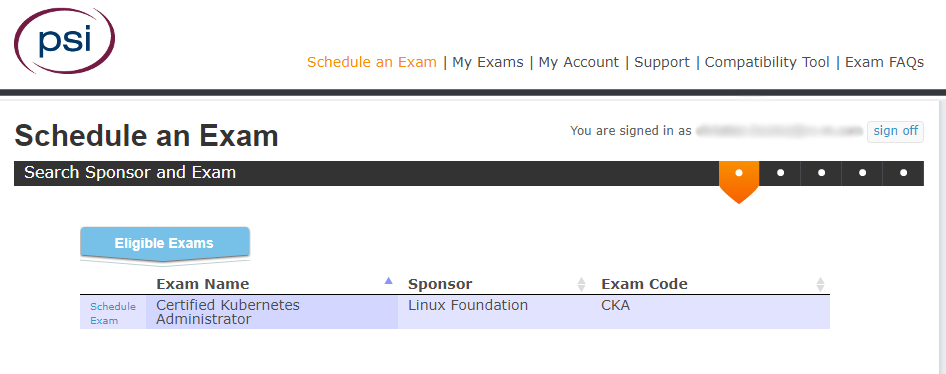 psi
Schedule an Exam | My Exams | My Account | Support | Compatibility Tool | Exam FAQs
Schedule an Exam
You are signed in as sign off
Search Sponsor and Exam
Eligible Exams
Exam Name Sponsor Exam Code
Schedule Exam Certified Kubernetes Administrator Linux Foundation CKA